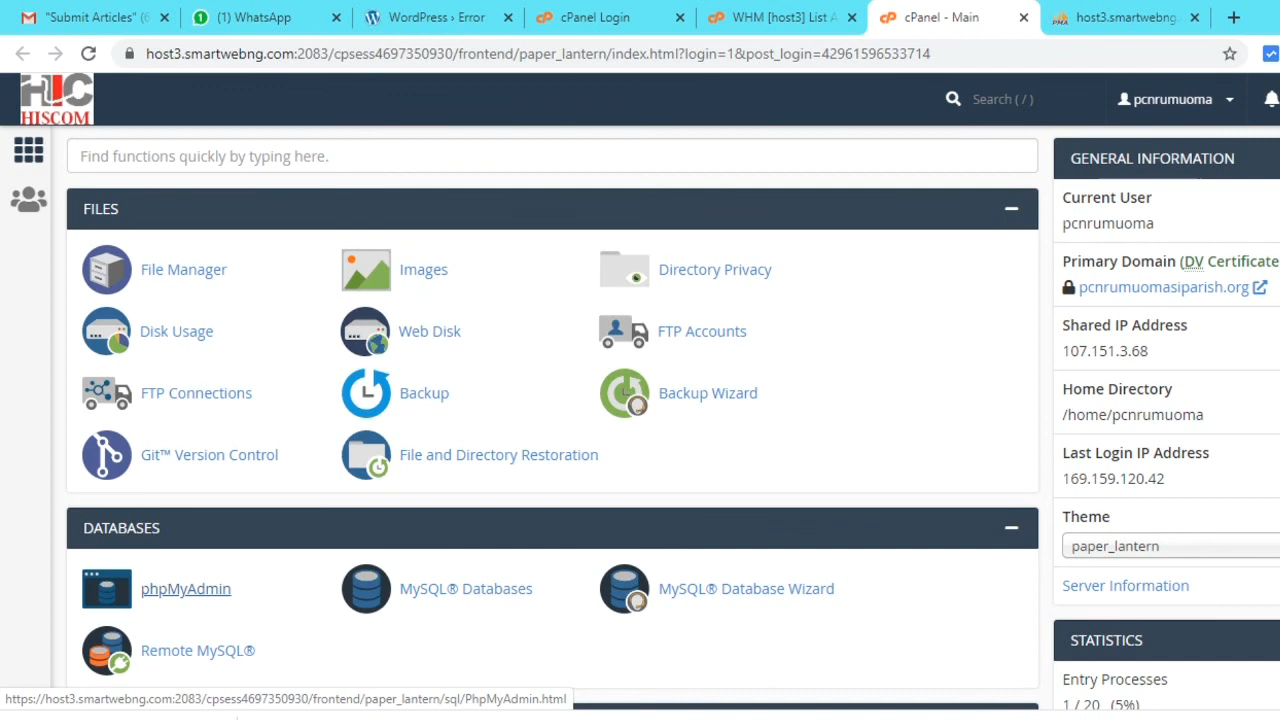 "Submit Articles" (6
(1) WhatsApp
WordPress › Error
cPanel Login
WHM [host3] List A
cPanel - Main
host3.smartwebng.
host3.smartwebng.com:2083/cpsess4697350930/frontend/paper_lantern/index.html?login=1&post_login=42961596533714
HIC
HISCOM
Search ( / )
pcnrumuoma
Find functions quickly by typing here.
FILES
File Manager
Images
Directory Privacy
Disk Usage
Web Disk
FTP Accounts
FTP Connections
Backup
Backup Wizard
Git™ Version Control
File and Directory Restoration
DATABASES
phpMyAdmin
MySQL® Databases
MySQL® Database Wizard
Remote MySQL®
GENERAL INFORMATION
Current User
pcnrumuoma
Primary Domain (DV Certificate
pcnrumuomasiparish.org
Shared IP Address
107.151.3.68
Home Directory
/home/pcnrumuoma
Last Login IP Address
169.159.120.42
Theme
paper_lantern
Server Information
STATISTICS
Entry Processes
1 / 20 (5%)
https://host3.smartwebng.com:2083/cpsess4697350930/frontend/paper_lantern/sql/PhpMyAdmin.html